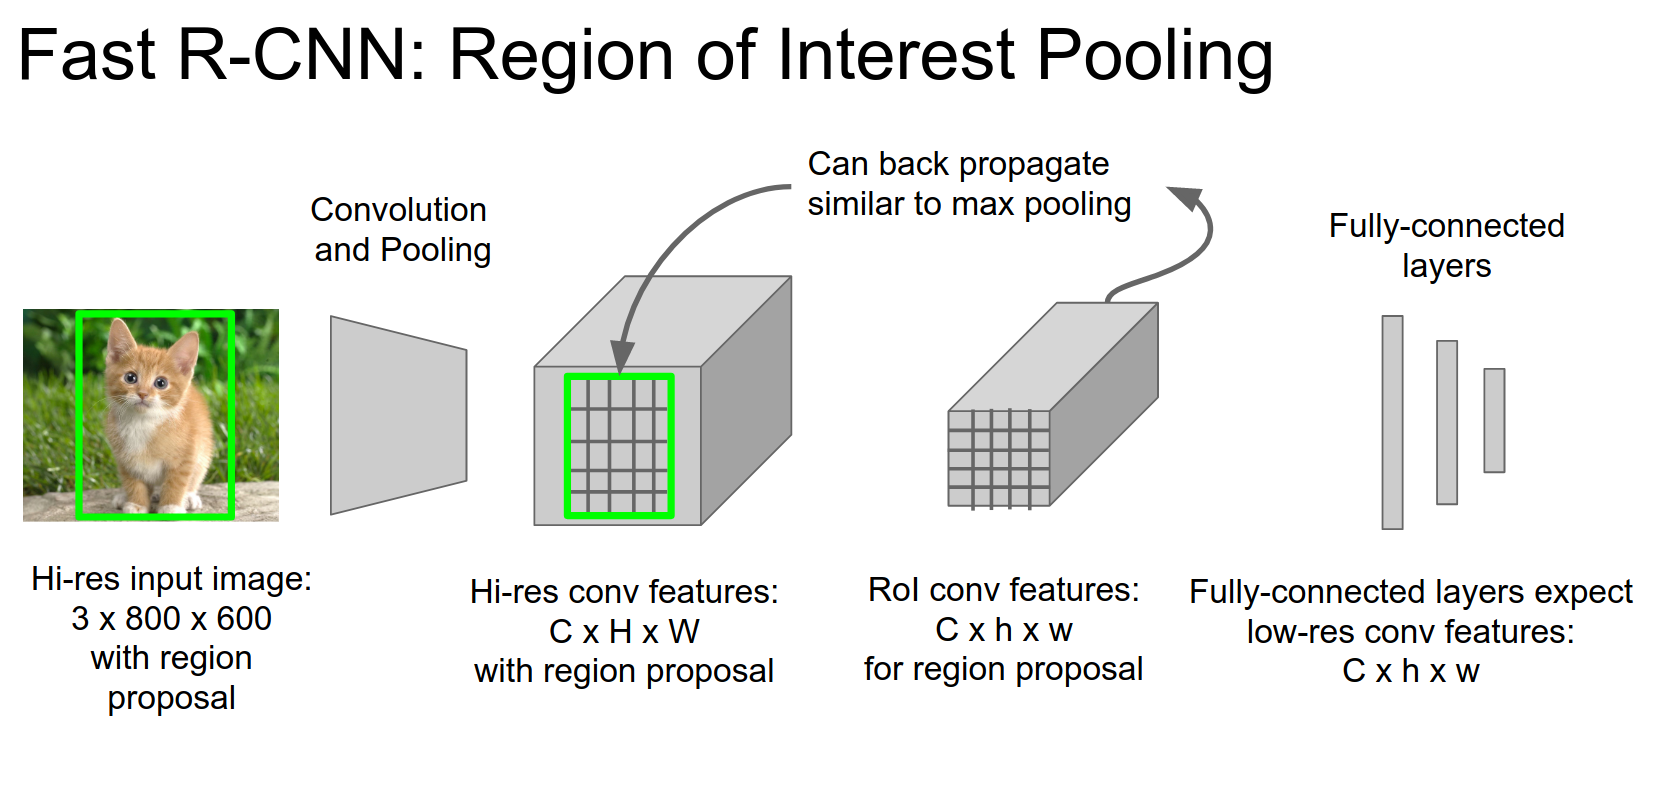 Fast R-CNN: Region of Interest Pooling
Can back propagate
similar to max pooling
Convolution
and Pooling
Fully-connected
layers
Hi-res input image:
3 x 800 x 600
with region
proposal
Hi-res conv features:
C x H x W
with region proposal
RoI conv features:
C x h x w
for region proposal
Fully-connected layers expect
low-res conv features:
C x h x w